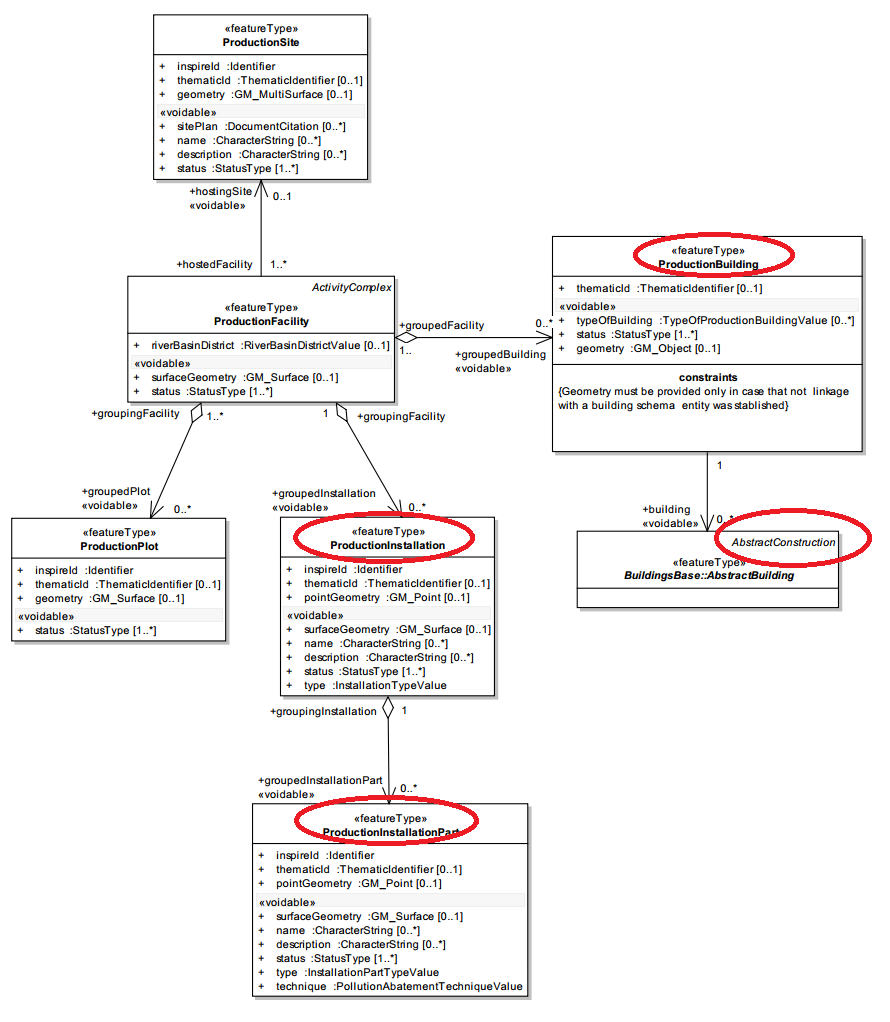 «featureType»
ProductionSite
+ inspireId :Identifier
+ thematicId :ThematicIdentifier [0..1]
+ geometry :GM_MultiSurface [0..1]
«voidable»
+ sitePlan :DocumentCitation [0..*]
+ name :CharacterString [0..*]
+ description :CharacterString [0..*]
+ status :StatusType [1..*]
+hostingSite
«voidable»
0..1
+hostedFacility
1..*
ActivityComplex
«featureType»
ProductionFacility
+ riverBasinDistrict :RiverBasinDistrictValue [0..1]
«voidable»
+ surfaceGeometry :GM_Surface [0..1]
+ status :StatusType [1..*]
+groupedFacility
1..
0..*
+groupedBuilding
«voidable»
«featureType»
ProductionBuilding
+ thematicId :ThematicIdentifier [0..1]
«voidable»
+ typeOfBuilding :TypeOfProductionBuildingValue [0..*]
+ status :StatusType [1..*]
+ geometry :GM_Object [0..1]
constraints
{Geometry must be provided only in case that not linkage
with a building schema entity was stablished}
1
+building
«voidable»
0..*
AbstractConstruction
«featureType»
BuildingsBase::AbstractBuilding
+groupingFacility
1..*
1
+groupingFacility
+groupedPlot
«voidable»
0..*
«featureType»
ProductionPlot
+ inspireId :Identifier
+ thematicId :ThematicIdentifier [0..1]
+ geometry :GM_Surface [0..1]
«voidable»
+ status :StatusType [1..*]
+groupedInstallation
«voidable»
0..*
«featureType»
ProductionInstallation
+ inspireId :Identifier
+ thematicId :ThematicIdentifier [0..1]
+ pointGeometry :GM_Point [0..1]
«voidable»
+ surfaceGeometry :GM_Surface [0..1]
+ name :CharacterString [0..*]
+ description :CharacterString [0..*]
+ status :StatusType [1..*]
+ type :InstallationTypeValue
+groupingInstallation
1
+groupedInstallationPart
«voidable»
0..*
«featureType»
ProductionInstallationPart
+ inspireId :Identifier
+ thematicId :ThematicIdentifier [0..1]
+ pointGeometry :GM_Point [0..1]
«voidable»
+ surfaceGeometry :GM_Surface [0..1]
+ name :CharacterString [0..*]
+ description :CharacterString [0..*]
+ status :StatusType [1..*]
+ type :InstallationPartTypeValue
+ technique :PollutionAbatementTechniqueValue